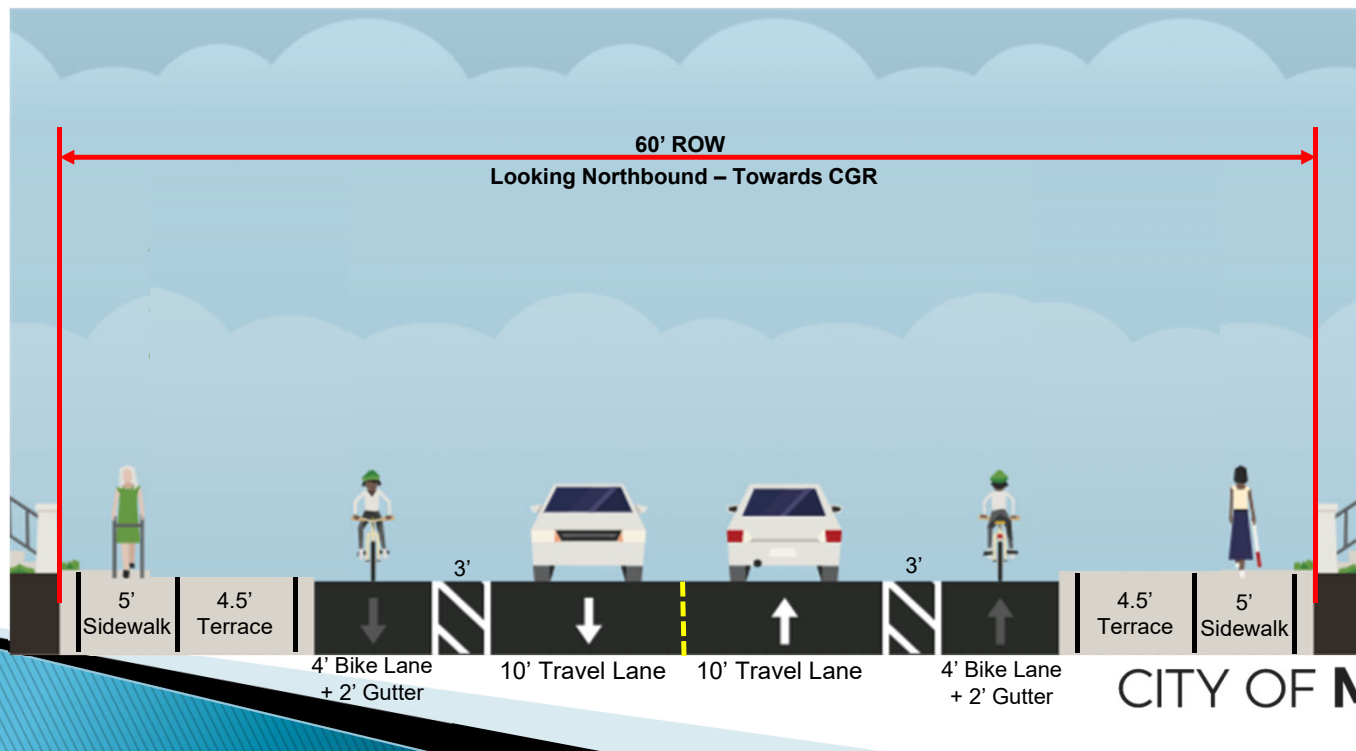 60’ ROW
Looking Northbound – Towards CGR
3’
3’
5’
Sidewalk
4.5’
Terrace
4.5’
Terrace
5’
Sidewalk
4’ Bike Lane
+ 2’ Gutter
10’ Travel Lane
10’ Travel Lane
4’ Bike Lane
+ 2’ Gutter
CITY OF